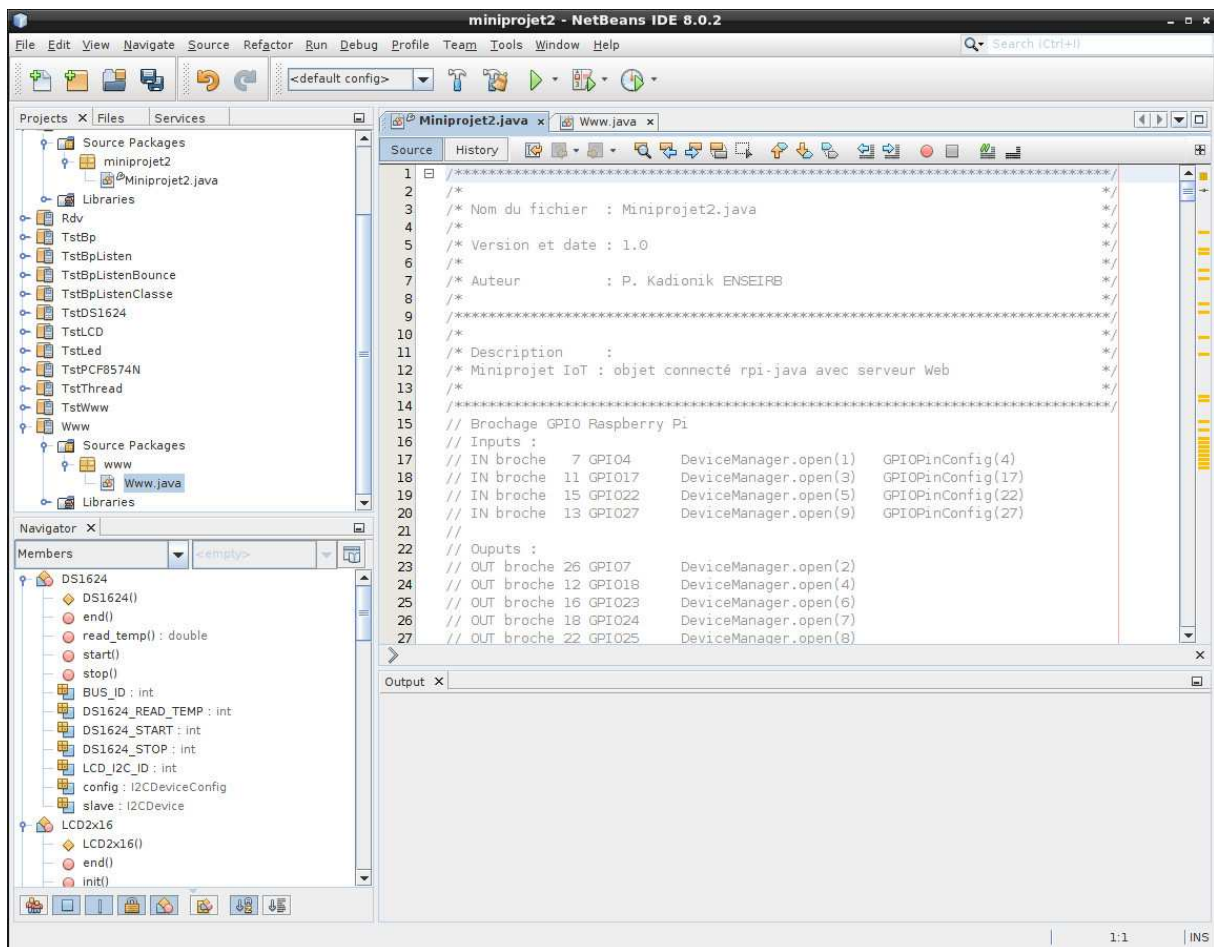 miniprojet2 - NetBeans IDE 8.0.2
File Edit View Navigate Source Refactor Run Debug Profile Team Tools Window Help
Search (Ctrl+I)
<default config>
Projects Files Services
Source Packages
miniprojet2
Miniprojet2.java
Libraries
Rdv
TstBp
TstBpListen
TstBpListenBounce
TstBpListenClasse
TstDS1624
TstLCD
TstLed
TstPCF8574N
TstThread
TstWww
Www
Source Packages
www
Www.java
Libraries
Navigator
Members
<empty>
DS1624
DS1624()
end()
read_temp() : double
start()
stop()
BUS_ID : int
DS1624_READ_TEMP : int
DS1624_START : int
DS1624_STOP : int
LCD_I2C_ID : int
config : I2CDeviceConfig
slave : I2CDevice
LCD2x16
LCD2x16()
end()
init()
Miniprojet2.java Www.java
Source History
1 /******************************************************************************/
2 /* */
3 /* Nom du fichier : Miniprojet2.java */
4 /* */
5 /* Version et date : 1.0 */
6 /* */
7 /* Auteur : P. Kadionik ENSEIRB */
8 /* */
9 /******************************************************************************/
10 /* */
11 /* Description : */
12 /* Miniprojet IoT : objet connecté rpi-java avec serveur Web */
13 /* */
14 /******************************************************************************/
15 // Brochage GPIO Raspberry Pi
16 // Inputs :
17 // IN broche 7 GPIO4 DeviceManager.open(1) GPIOPinConfig(4)
18 // IN broche 11 GPIO17 DeviceManager.open(3) GPIOPinConfig(17)
19 // IN broche 15 GPIO22 DeviceManager.open(5) GPIOPinConfig(22)
20 // IN broche 13 GPIO27 DeviceManager.open(9) GPIOPinConfig(27)
21 //
22 // Ouputs :
23 // OUT broche 26 GPIO7 DeviceManager.open(2)
24 // OUT broche 12 GPIO18 DeviceManager.open(4)
25 // OUT broche 16 GPIO23 DeviceManager.open(6)
26 // OUT broche 18 GPIO24 DeviceManager.open(7)
27 // OUT broche 22 GPIO25 DeviceManager.open(8)
Output
1:1 INS